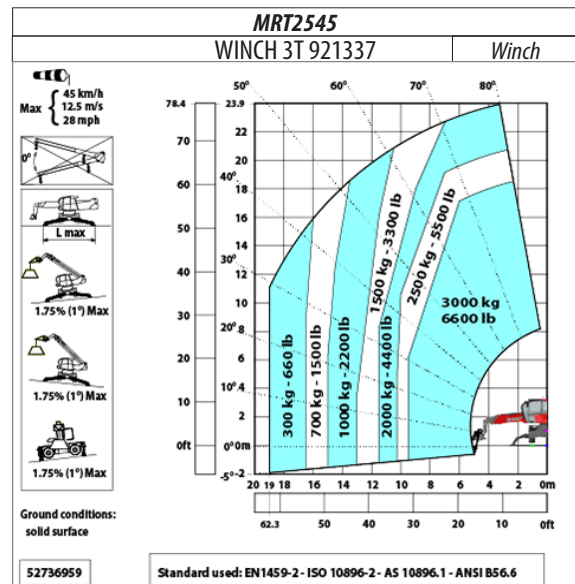 MRT2545
WINCH 3T 921337 Winch
Max
45 km/h
12.5 m/s
28 mph
0°
L max
1.75% (1°) Max
1.75% (1°) Max
1.75% (1°) Max
Ground conditions:
solid surface
52736959
50° 60° 70° 80°
40°
30°
20°
10°
0°
-5°
78.4
70
60
50
40
30
20
10
0ft
23.9
22
20
18
16
14
12
10
8
6
4
2
0m
-2
300 kg - 660 lb
700 kg - 1500 lb
1000 kg - 2200 lb
1500 kg - 3300 lb
2000 kg - 4400 lb
2500 kg - 5500 lb
3000 kg
6600 lb
20 19 18 16 14 12 10 8 6 4 2 0m
62.3 50 40 30 20 10 0ft
Standard used: EN1459-2 - ISO 10896-2 - AS 10896.1 - ANSI B56.6